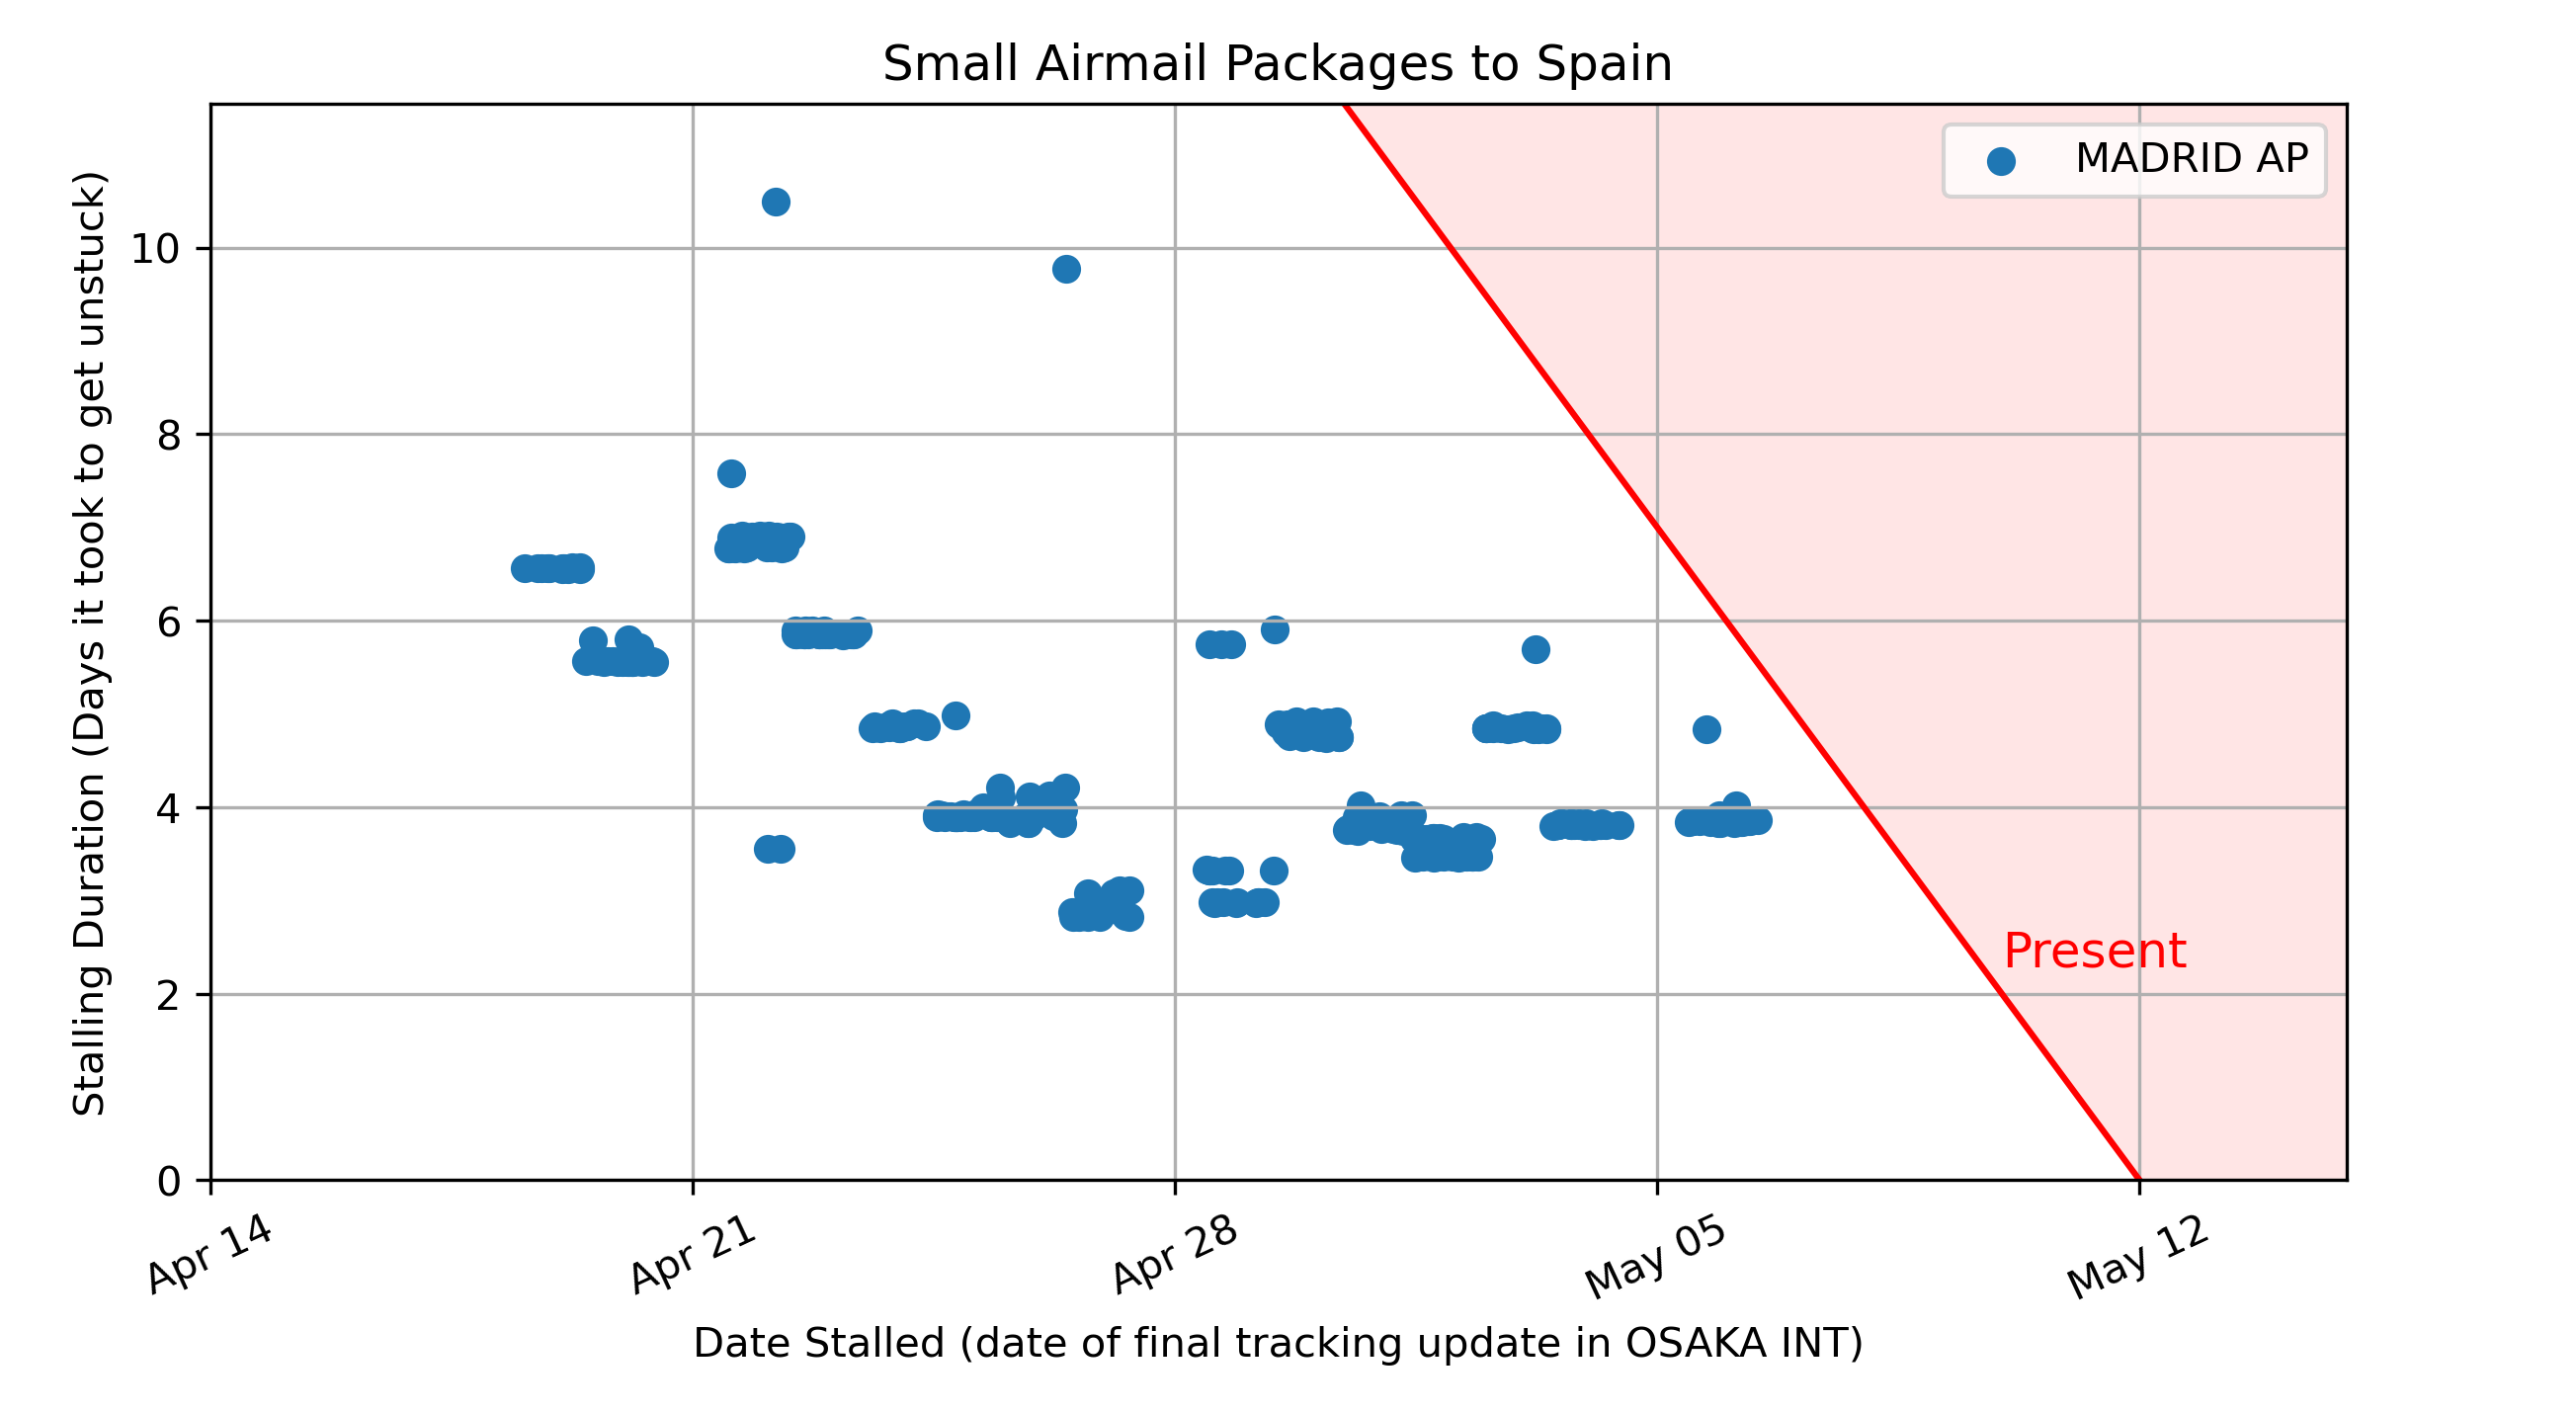 Small Airmail Packages to Spain
MADRID AP
Stalling Duration (Days it took to get unstuck)
10
8
6
4
2
0
Present
Apr 14
Apr 21
Apr 28
May 05
May 12
Date Stalled (date of final tracking update in OSAKA INT)